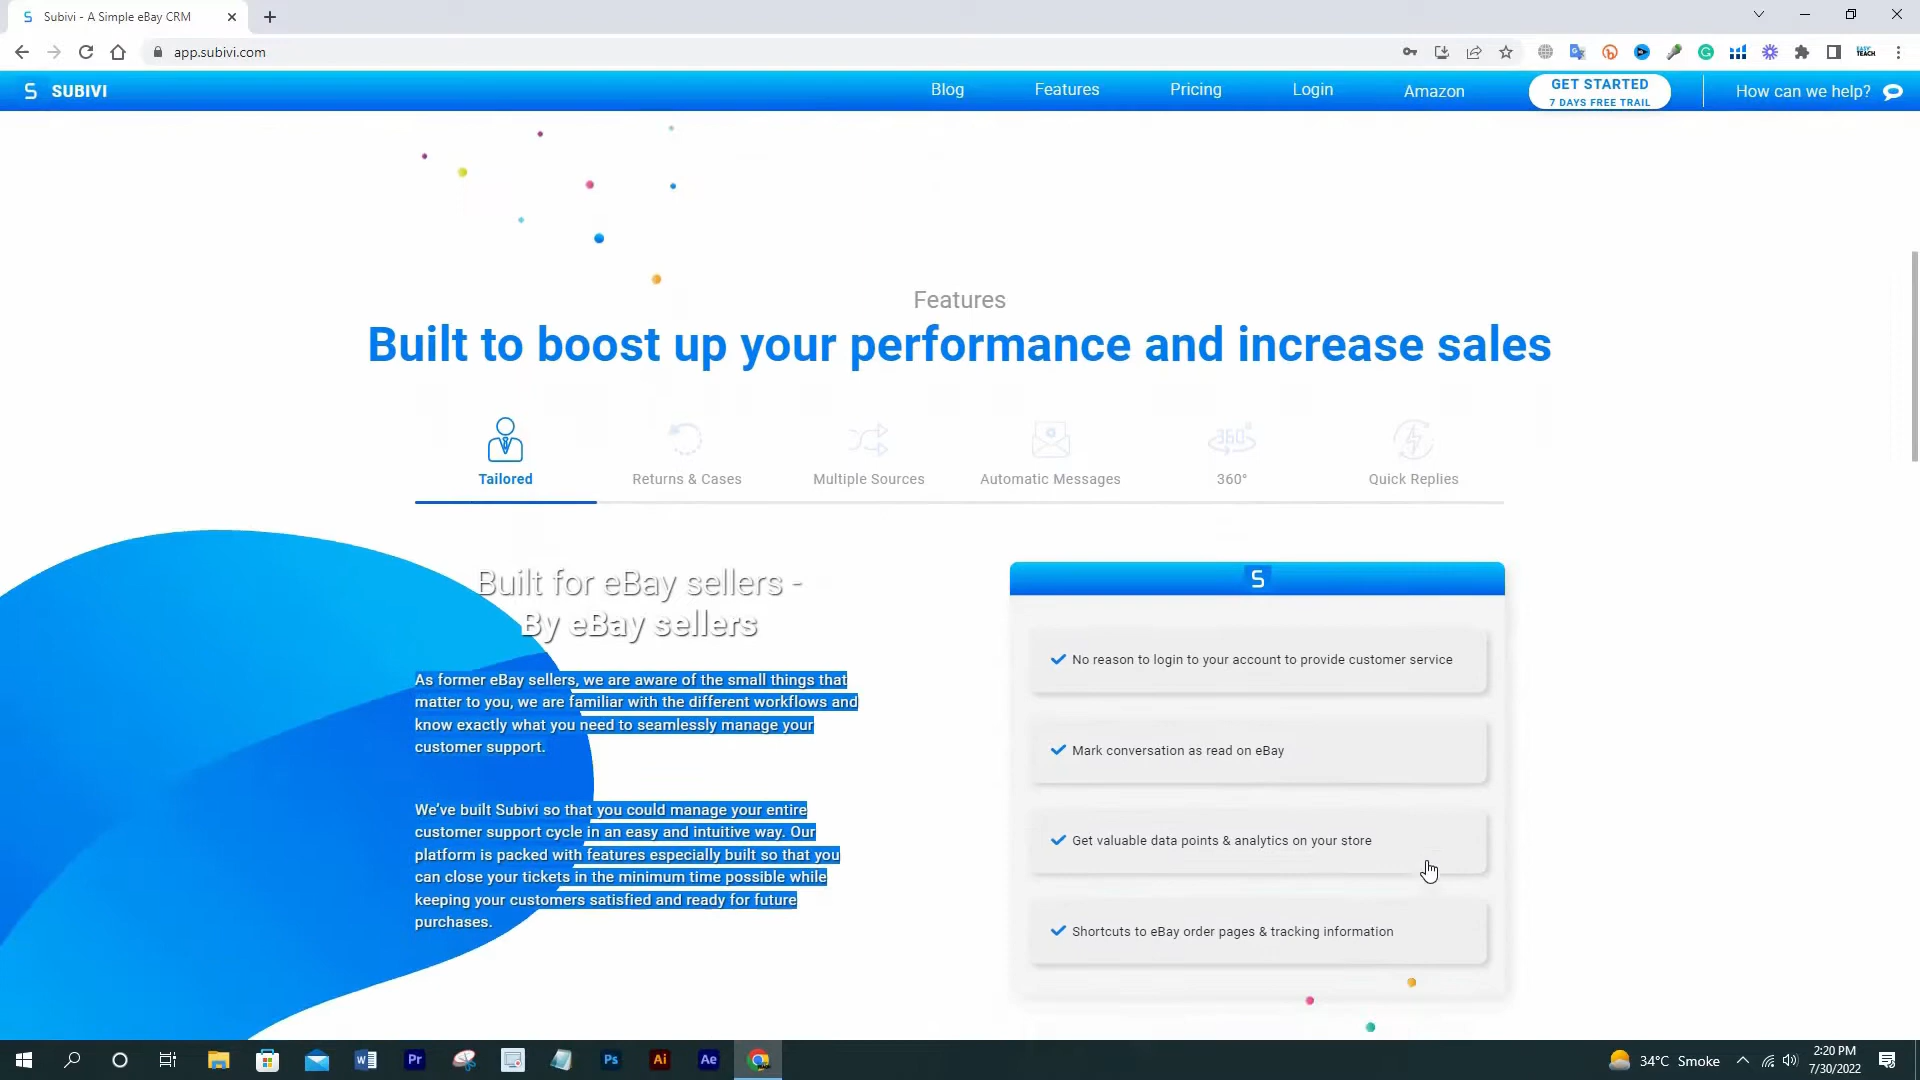 Subivi - A Simple eBay CRM
app.subivi.com
EASY TEACH
S SUBIVI
Blog
Features
Pricing
Login
Amazon
GET STARTED
7 DAYS FREE TRAIL
How can we help?
Features
Built to boost up your performance and increase sales
360°
Tailored
Returns & Cases
Multiple Sources
Automatic Messages
360°
Quick Replies
Built for eBay sellers -
By eBay sellers
As former eBay sellers, we are aware of the small things that
matter to you, we are familiar with the different workflows and
know exactly what you need to seamlessly manage your
customer support.
We've built Subivi so that you could manage your entire
customer support cycle in an easy and intuitive way. Our
platform is packed with features especially built so that you
can close your tickets in the minimum time possible while
keeping your customers satisfied and ready for future
purchases.
S
No reason to login to your account to provide customer service
Mark conversation as read on eBay
Get valuable data points & analytics on your store
Shortcuts to eBay order pages & tracking information
Pr
Ps
Ai
Ae
34°C Smoke
2:20 PM
7/30/2022